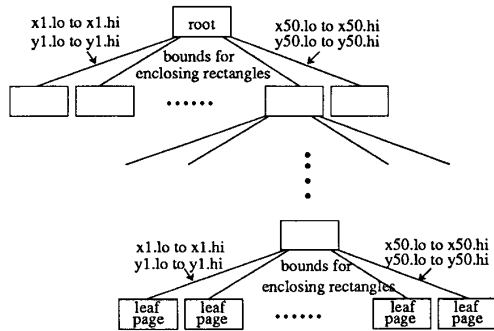 root
x1.lo to x1.hi
y1.lo to y1.hi
x50.lo to x50.hi
y50.lo to y50.hi
bounds for
enclosing rectangles
x1.lo to x1.hi
y1.lo to y1.hi
x50.lo to x50.hi
y50.lo to y50.hi
bounds for
enclosing rectangles
leaf
page
leaf
page
leaf
page
leaf
page